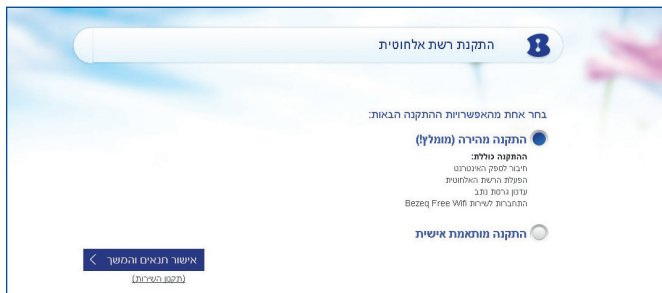 התקנת רשת אלחוטית
בחר אחת מהאפשרויות ההתקנה הבאות:
התקנה מהירה (מומלץ!)
ההתקנה כוללת:
חיבור לספק האינטרנט
הפעלת הרשת האלחוטית
עדכון גרסת נתב
התחברות לשירות Bezeq Free Wifi
התקנה מותאמת אישית
אישור תנאים והמשך
(תקנון השירות)